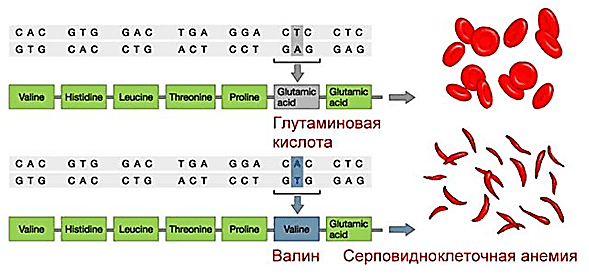 CAC GTG GAC TGA GGA CTC CTC
GTG CAC CTG ACT CCT GAG GAG
Valine Histidine Leucine Threonine Proline Glutamic acid Glutamic acid
Глутаминовая
кислота
CAC GTG GAC TGA GGA CAC CTC
GTG CAC CTG ACT CCT GTG GAG
Valine Histidine Leucine Threonine Proline Valine Glutamic acid
Валин Серповидноклеточная анемия